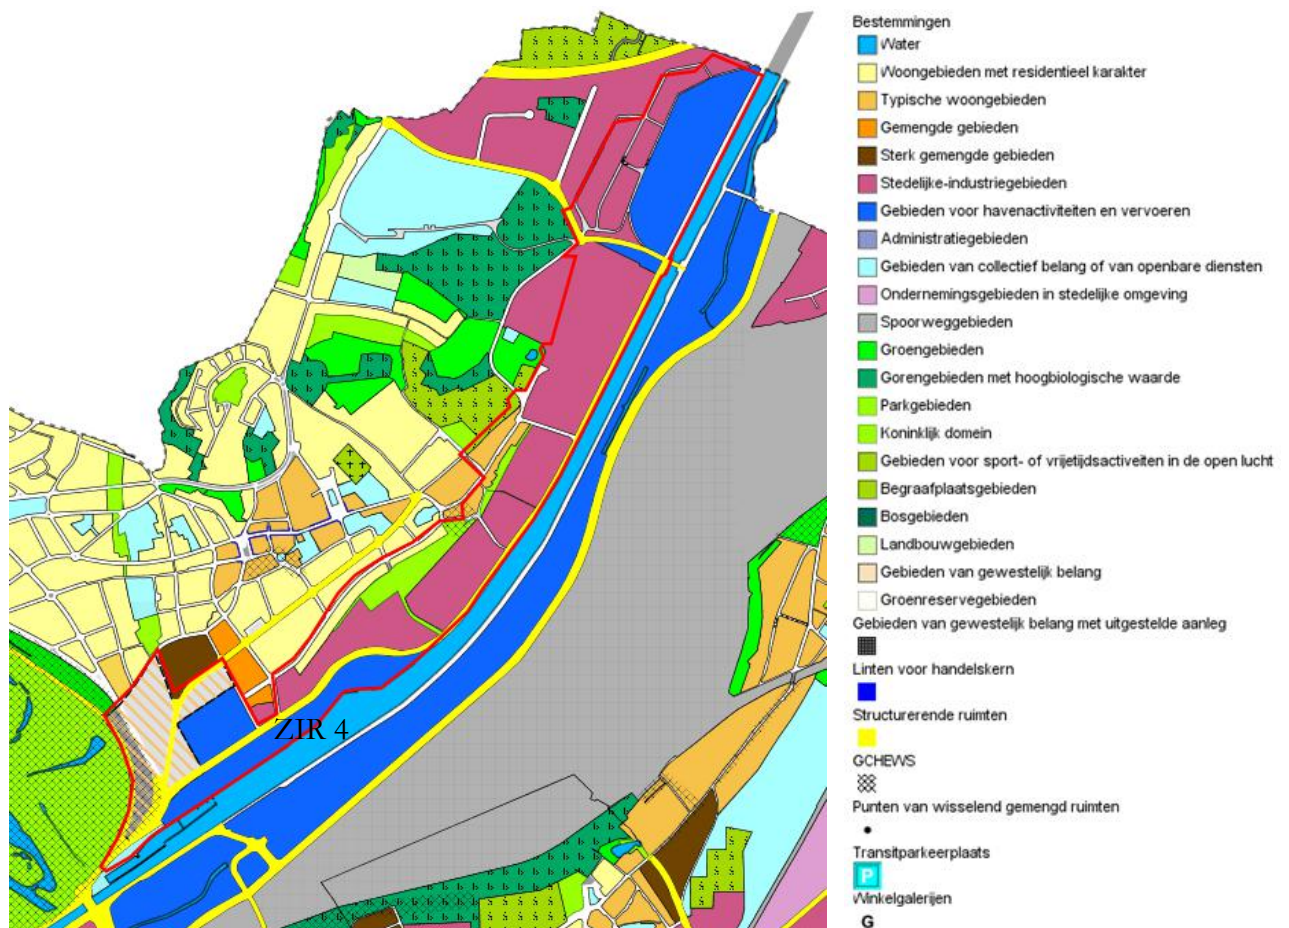 Bestemmingen
Water
Woongebieden met residentieel karakter
Typische woongebieden
Gemengde gebieden
Sterk gemengde gebieden
Stedelijke-industriegebieden
Gebieden voor havenactiviteiten en vervoeren
Administratiegebieden
Gebieden van collectief belang of van openbare diensten
Ondernemingsgebieden in stedelijke omgeving
Spoorweggebieden
Groengebieden
Gorengebieden met hoogbiologische waarde
Parkgebieden
Koninklijk domein
Gebieden voor sport- of vrijetijdsactiveiten in de open lucht
Begraafplaatsgebieden
Bosgebieden
Landbouwgebieden
Gebieden van gewestelijk belang
Groenreservegebieden
Gebieden van gewestelijk belang met uitgestelde aanleg
Linten voor handelskern
Structurerende ruimten
GCHEWS
Punten van wisselend gemengd ruimten
Transitparkeerplaats
P
Winkelgalerijen
G
ZIR 4